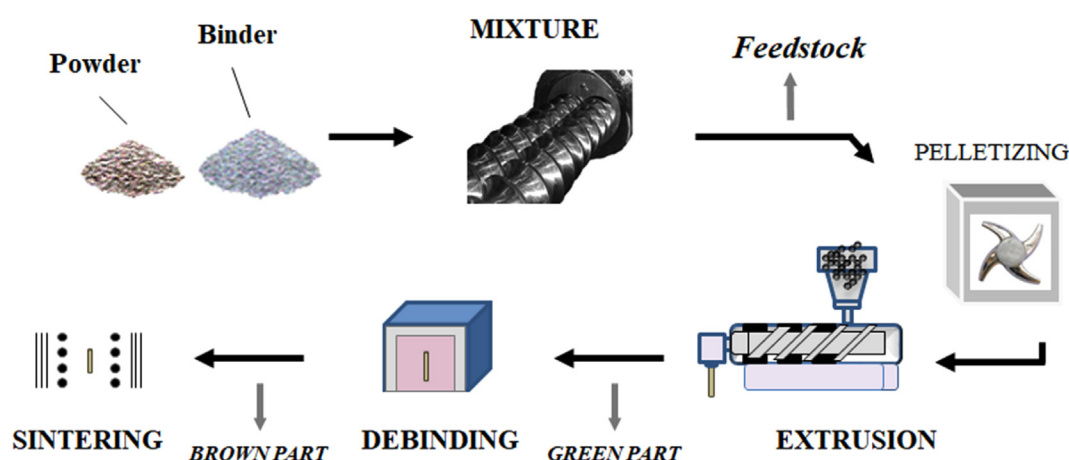 Powder
Binder
MIXTURE
Feedstock
PELLETIZING
EXTRUSION
GREEN PART
DEBINDING
BROWN PART
SINTERING